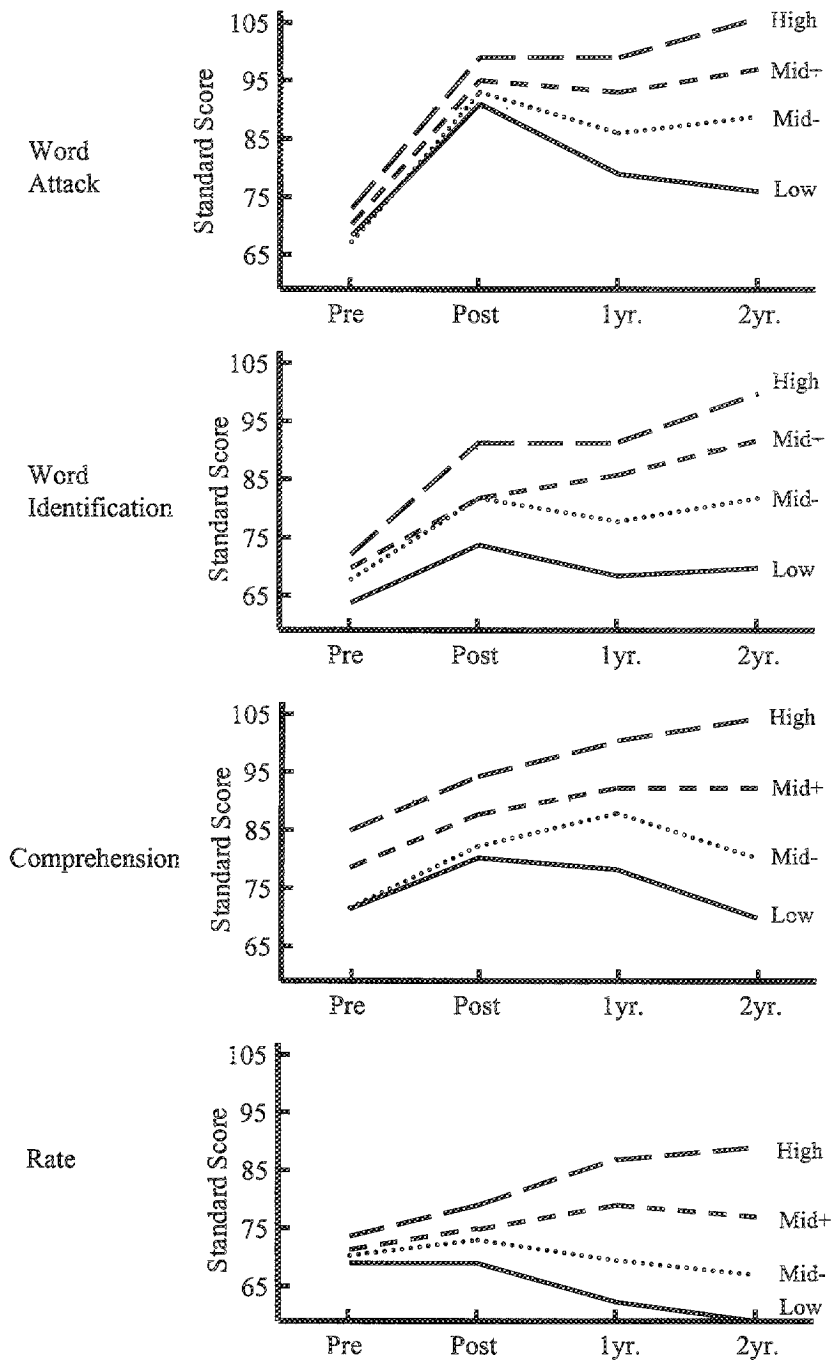 Word
Attack
Standard Score
105
95
85
75
65
High
Mid+
Mid-
Low
Pre Post 1yr. 2yr.
Word
Identification
Standard Score
105
95
85
75
65
High
Mid+
Mid-
Low
Pre Post 1yr. 2yr.
Comprehension
Standard Score
105
95
85
75
65
High
Mid+
Mid-
Low
Pre Post 1yr. 2yr.
Rate
Standard Score
105
95
85
75
65
High
Mid+
Mid-
Low
Pre Post 1yr. 2yr.